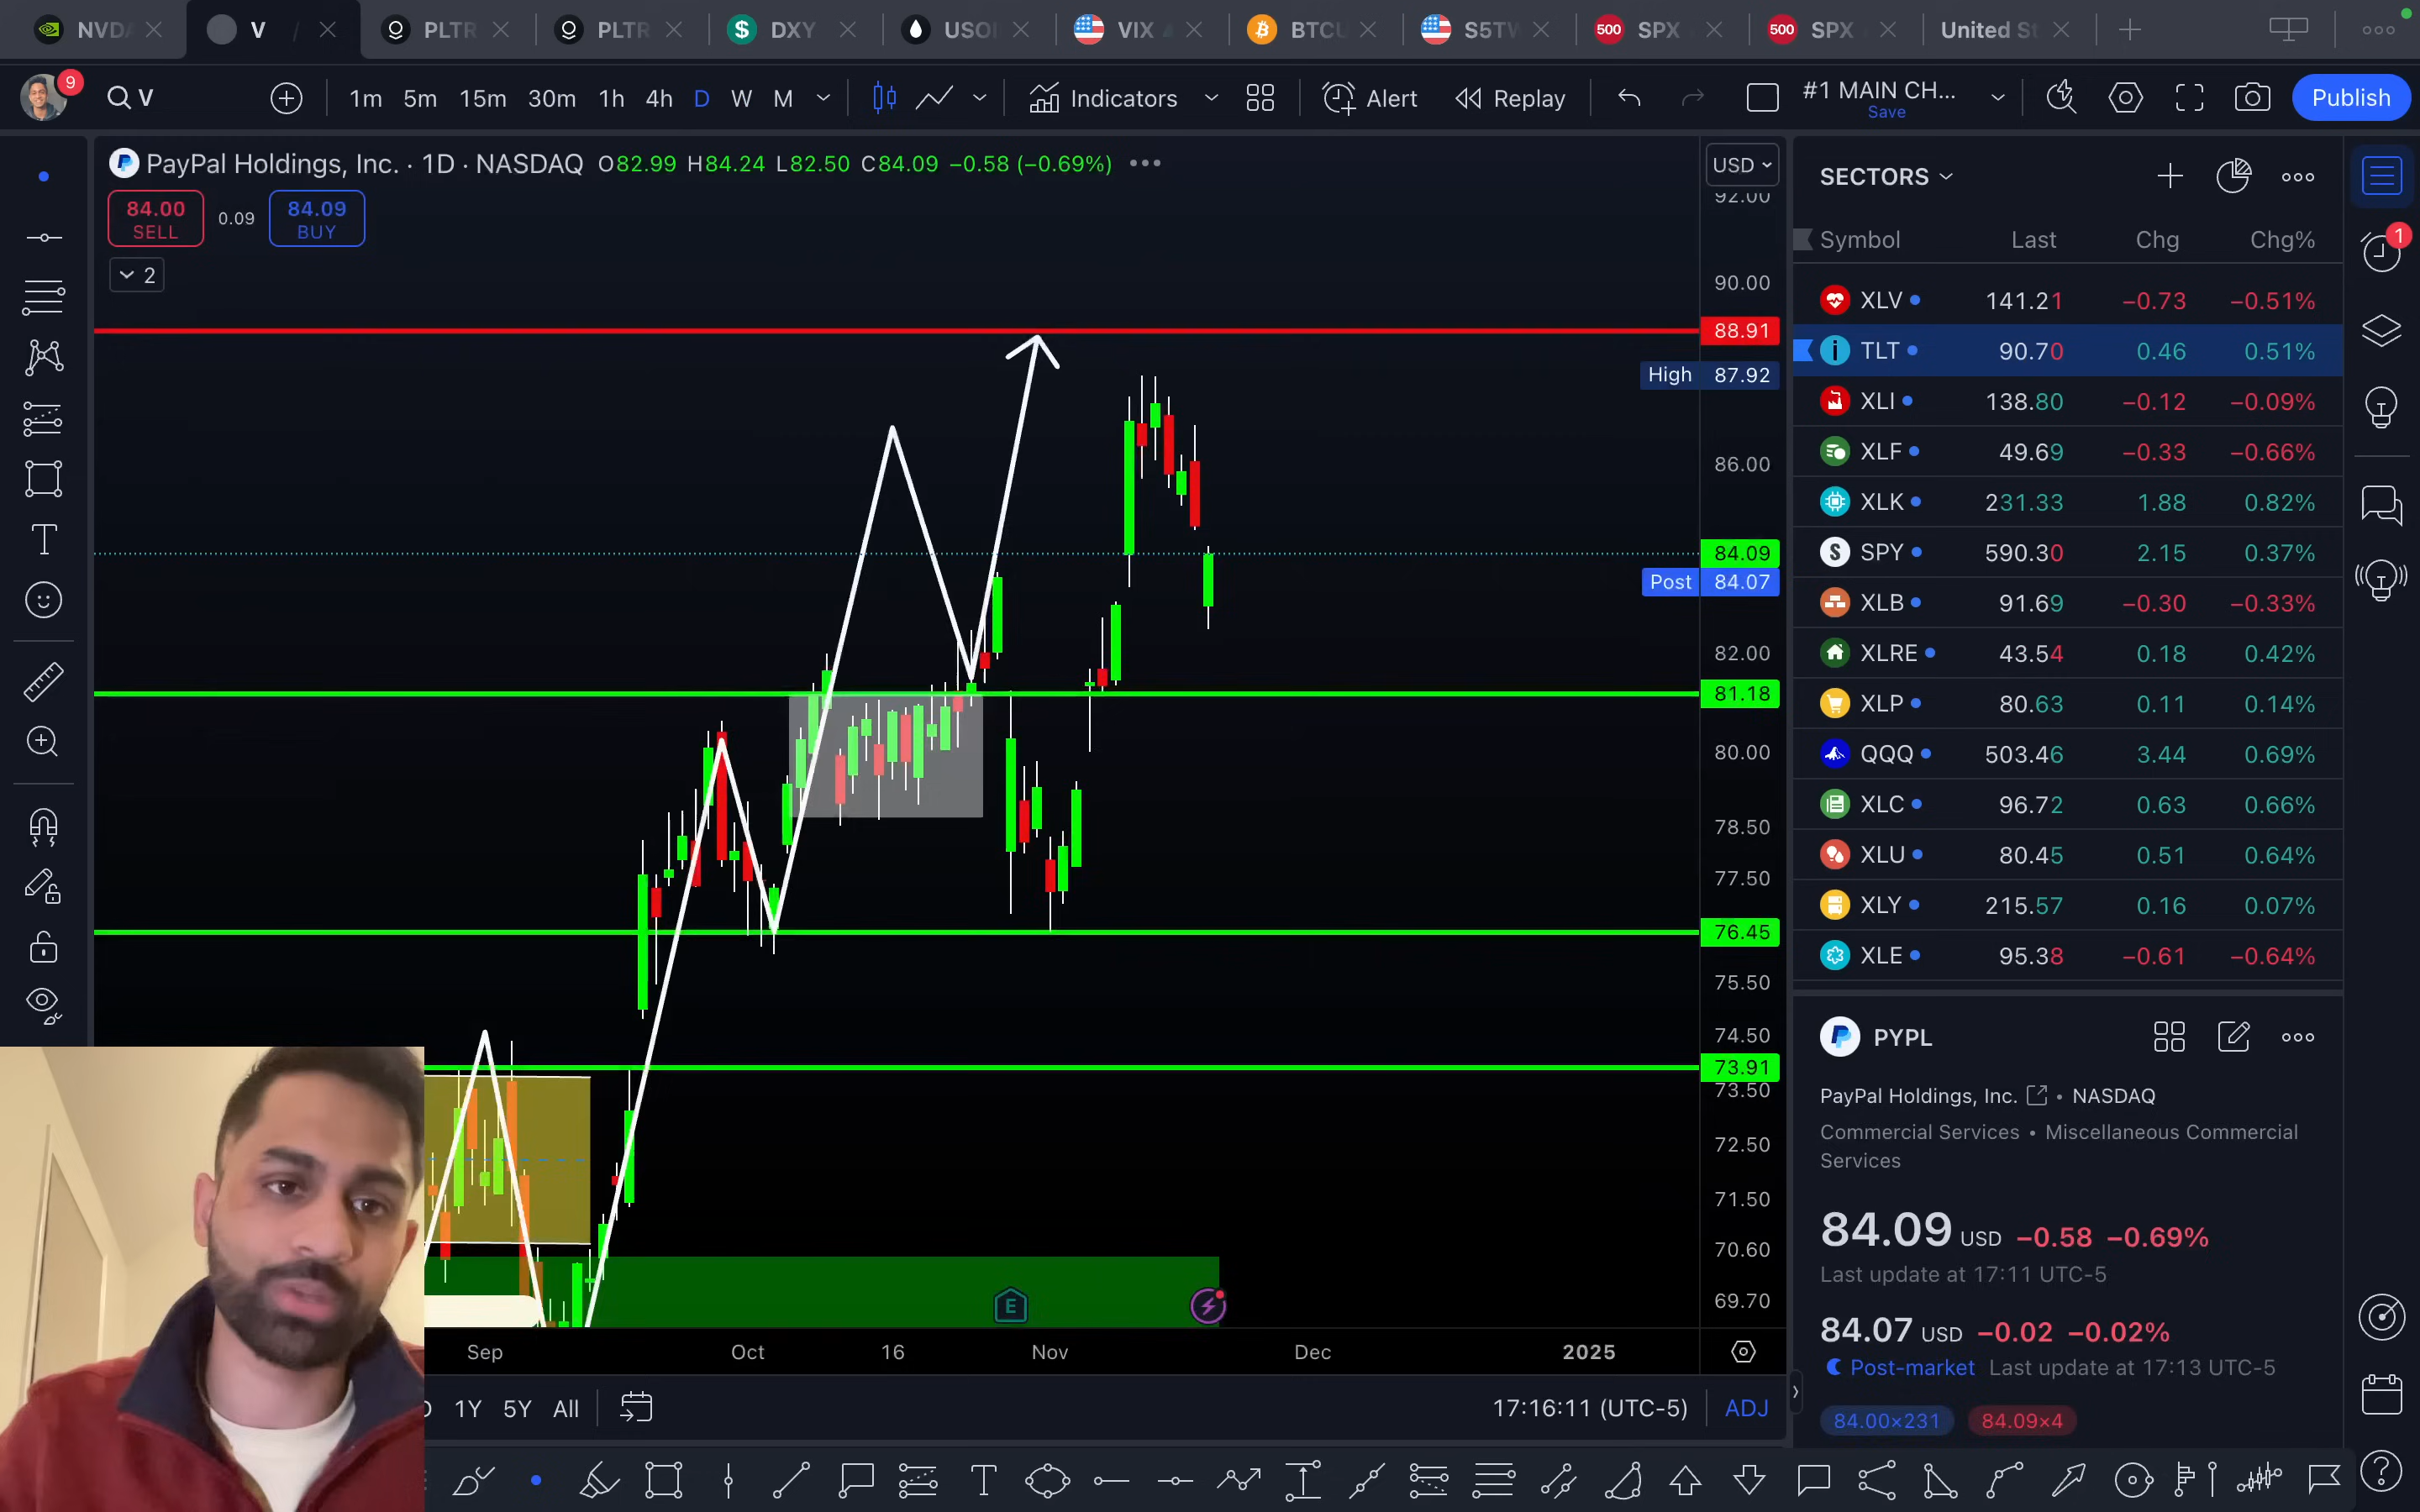 NVDA
V
PLTR
PLTR
DXY
USOI
VIX
BTCU
S5TW
500 SPX
500 SPX
United St
9
V
1m 5m 15m 30m 1h 4h D W M
Indicators
Alert
Replay
#1 MAIN CH...
Save
Publish
PayPal Holdings, Inc. · 1D · NASDAQ O82.99 H84.24 L82.50 C84.09 −0.58 (−0.69%)
USD
84.00
SELL
0.09
84.09
BUY
2
92.00
90.00
88.91
High 87.92
86.00
84.09
Post 84.07
82.00
81.18
80.00
78.50
77.50
76.45
75.50
74.50
73.91
73.50
72.50
71.50
70.60
69.70
E
Sep Oct 16 Nov Dec 2025
1Y 5Y All
17:16:11 (UTC-5) ADJ
SECTORS
Symbol Last Chg Chg%
XLV 141.21 −0.73 −0.51%
TLT 90.70 0.46 0.51%
XLI 138.80 −0.12 −0.09%
XLF 49.69 −0.33 −0.66%
XLK 231.33 1.88 0.82%
SPY 590.30 2.15 0.37%
XLB 91.69 −0.30 −0.33%
XLRE 43.54 0.18 0.42%
XLP 80.63 0.11 0.14%
QQQ 503.46 3.44 0.69%
XLC 96.72 0.63 0.66%
XLU 80.45 0.51 0.64%
XLY 215.57 0.16 0.07%
XLE 95.38 −0.61 −0.64%
PYPL
PayPal Holdings, Inc. • NASDAQ
Commercial Services • Miscellaneous Commercial
Services
84.09 USD −0.58 −0.69%
Last update at 17:11 UTC-5
84.07 USD −0.02 −0.02%
Post-market Last update at 17:13 UTC-5
84.00×231 84.09×4
1